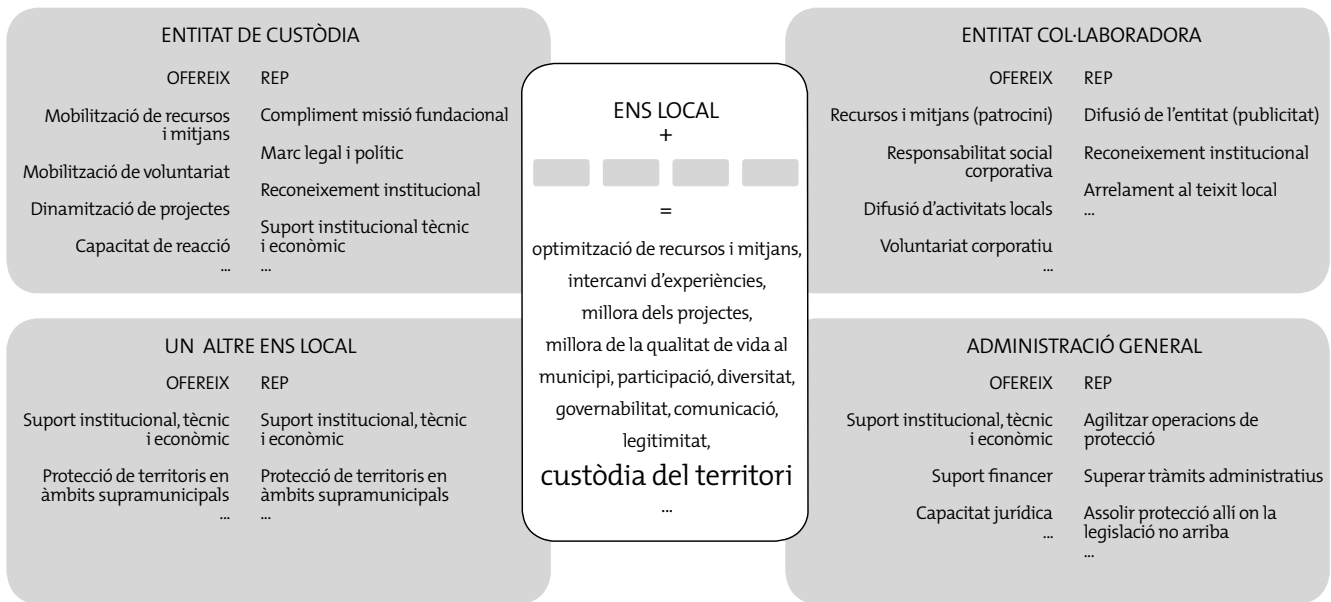 ENTITAT DE CUSTÒDIA
OFEREIX
Mobilització de recursos
i mitjans
Mobilització de voluntariat
Dinamització de projectes
Capacitat de reacció
...
REP
Compliment missió fundacional
Marc legal i polític
Reconeixement institucional
Suport institucional tècnic
i econòmic
...
ENS LOCAL
+
=
optimització de recursos i mitjans,
intercanvi d'experiències,
millora dels projectes,
millora de la qualitat de vida al
municipi, participació, diversitat,
governabilitat, comunicació,
legitimitat,
custòdia del territori
...
ENTITAT COL·LABORADORA
OFEREIX
Recursos i mitjans (patrocini)
Responsabilitat social
corporativa
Difusió d'activitats locals
Voluntariat corporatiu
...
REP
Difusió de l'entitat (publicitat)
Reconeixement institucional
Arrelament al teixit local
...
UN ALTRE ENS LOCAL
OFEREIX
Suport institucional, tècnic
i econòmic
Protecció de territoris en
àmbits supramunicipals
...
REP
Suport institucional, tècnic
i econòmic
Protecció de territoris en
àmbits supramunicipals
...
ADMINISTRACIÓ GENERAL
OFEREIX
Suport institucional, tècnic
i econòmic
Suport financer
Capacitat jurídica
...
REP
Agilitzar operacions de
protecció
Superar tràmits administratius
Assolir protecció allí on la
legislació no arriba
...